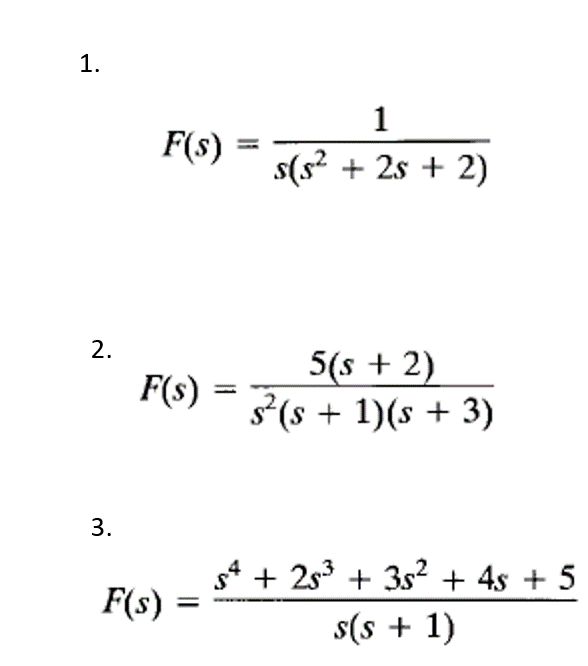 1.
F(s) = 1 / s(s² + 2s + 2)
2.
F(s) = 5(s + 2) / s²(s + 1)(s + 3)
3.
F(s) = s⁴ + 2s³ + 3s² + 4s + 5 / s(s + 1)